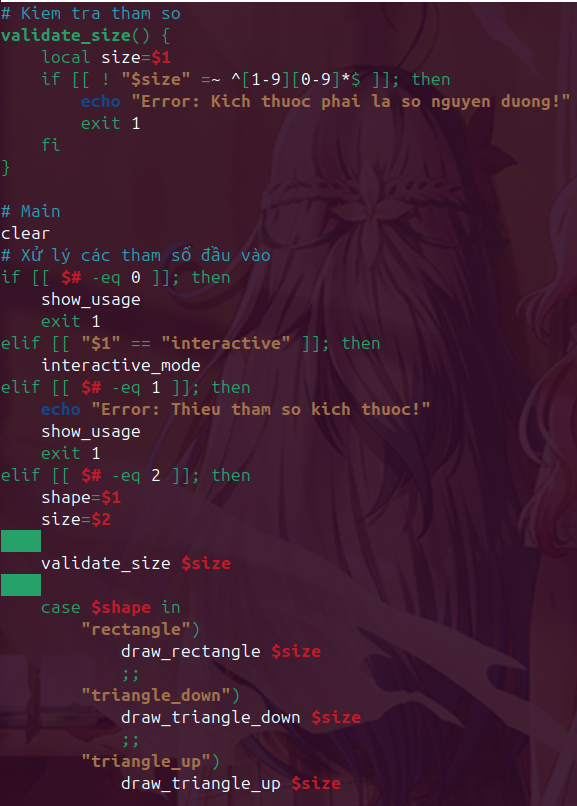 # Kiem tra tham so
validate_size() {
    local size=$1
    if [[ ! "$size" =~ ^[1-9][0-9]*$ ]]; then
        echo "Error: Kich thuoc phai la so nguyen duong!"
        exit 1
    fi
}

# Main
clear
# Xử lý các tham số đầu vào
if [[ $# -eq 0 ]]; then
    show_usage
    exit 1
elif [[ "$1" == "interactive" ]]; then
    interactive_mode
elif [[ $# -eq 1 ]]; then
    echo "Error: Thieu tham so kich thuoc!"
    show_usage
    exit 1
elif [[ $# -eq 2 ]]; then
    shape=$1
    size=$2

    validate_size $size

    case $shape in
        "rectangle")
            draw_rectangle $size
            ;;
        "triangle_down")
            draw_triangle_down $size
            ;;
        "triangle_up")
            draw_triangle_up $size